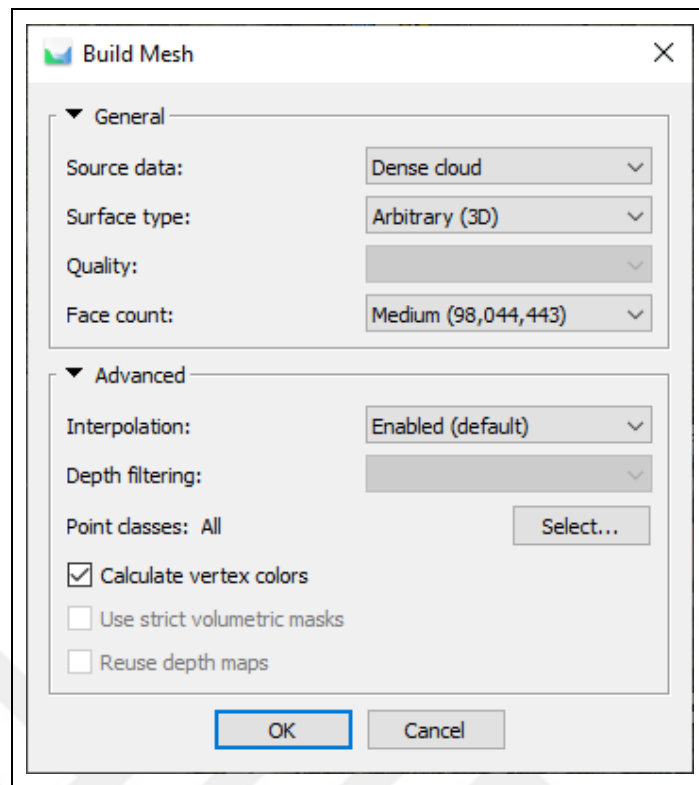 Build Mesh
General
Source data: Dense cloud
Surface type: Arbitrary (3D)
Quality:
Face count: Medium (98,044,443)
Advanced
Interpolation: Enabled (default)
Depth filtering:
Point classes: All Select...
Calculate vertex colors
Use strict volumetric masks
Reuse depth maps
OK Cancel